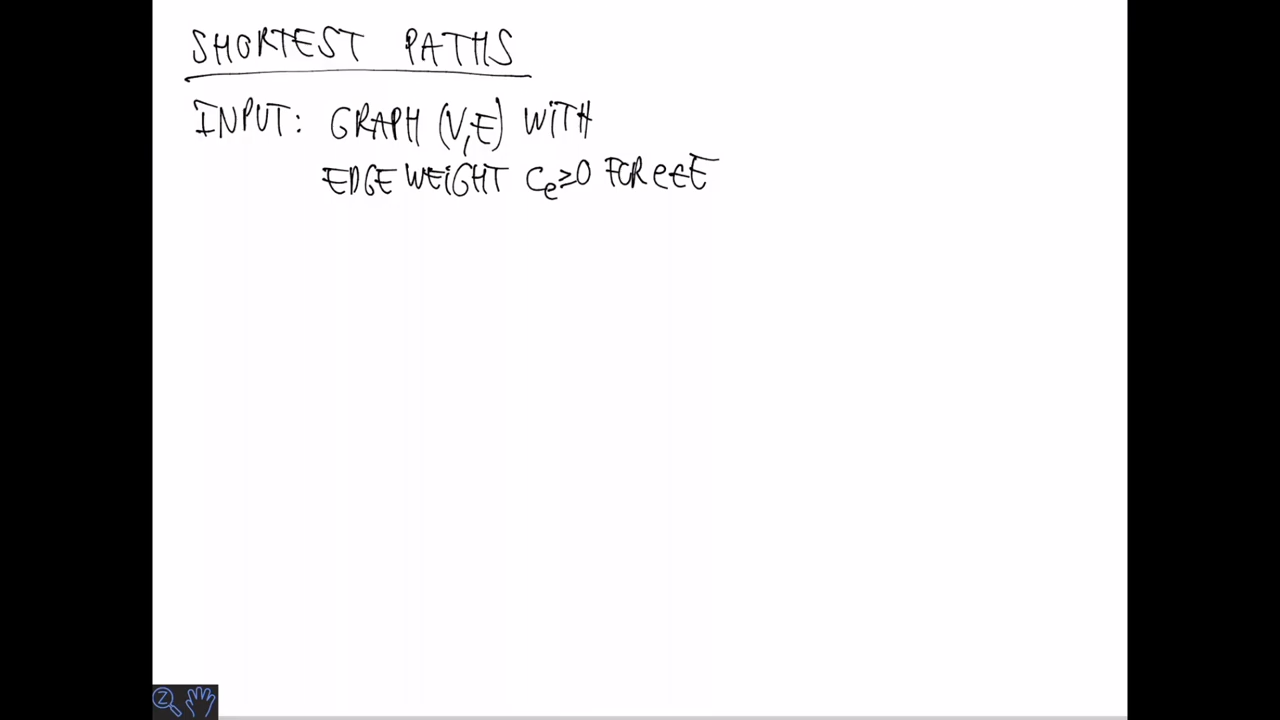 SHORTEST PATHS
INPUT: GRAPH (V,E) WITH
EDGE WEIGHT Ce≥0 FOR e∈E